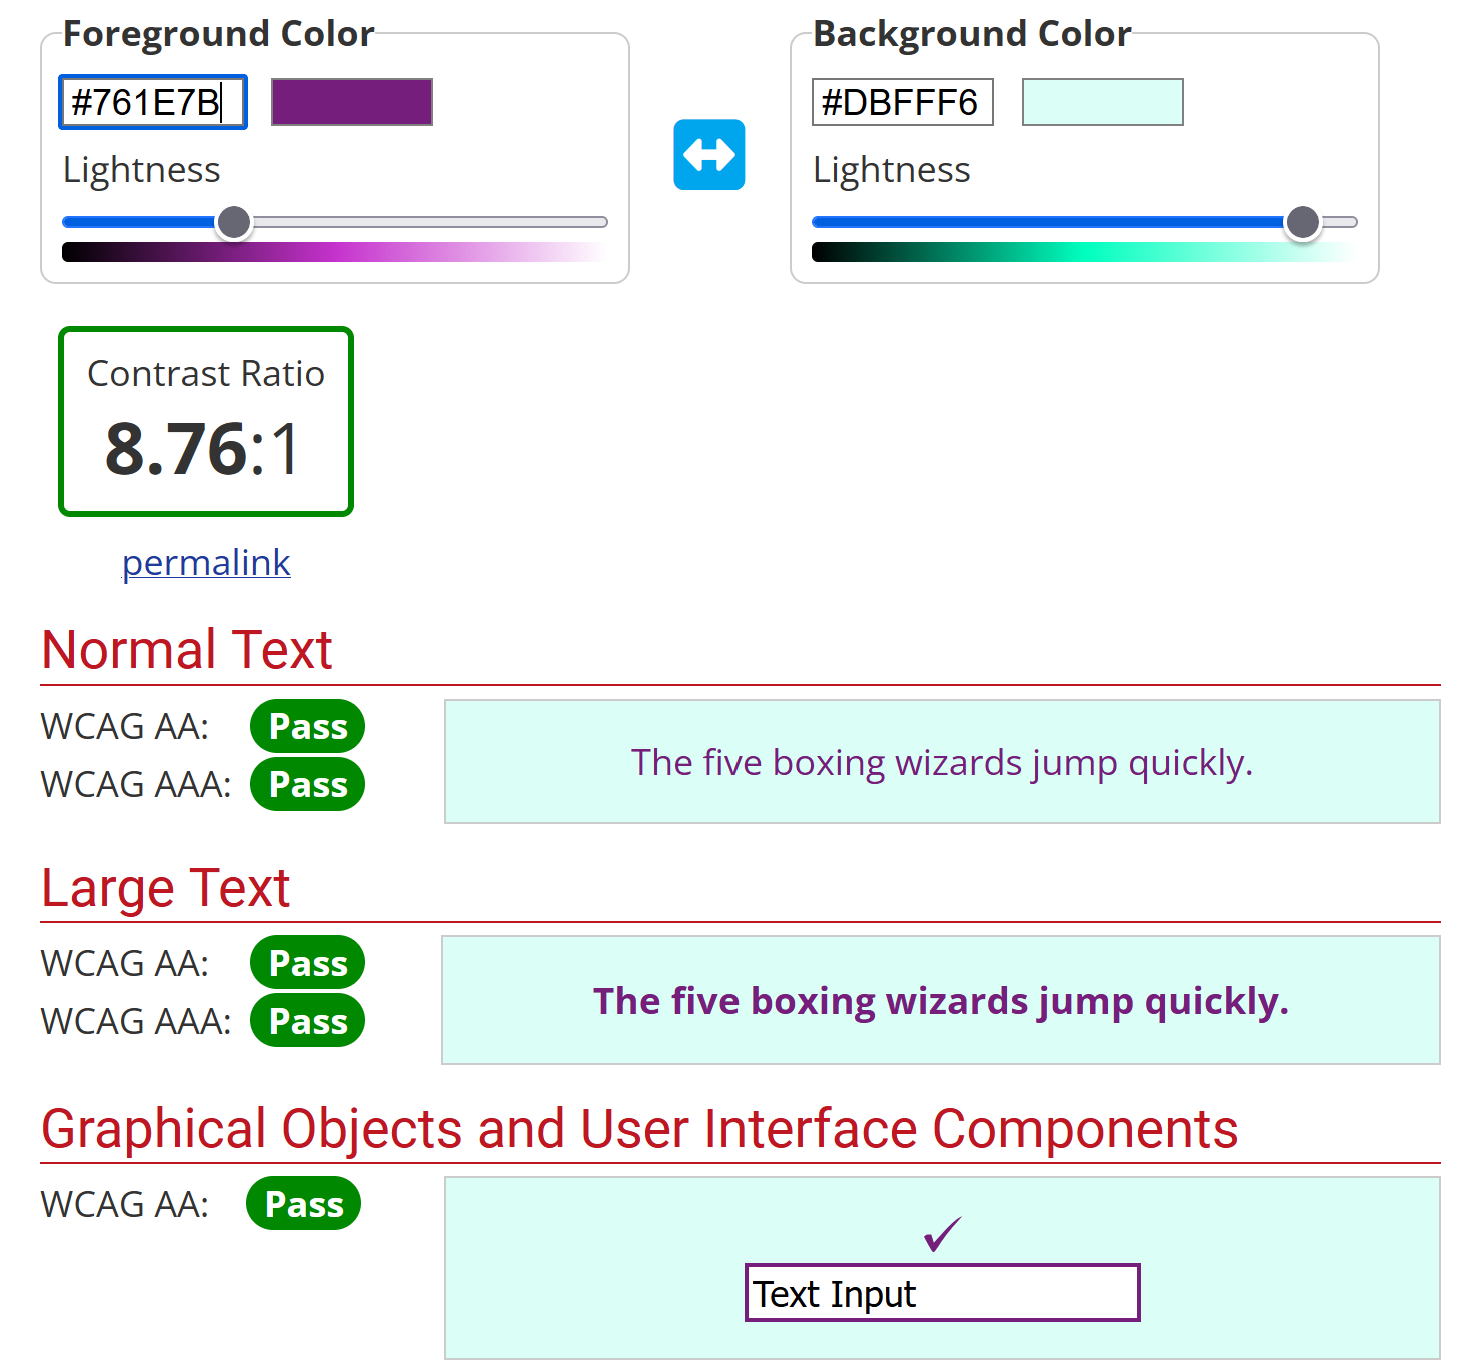 Foreground Color
#761E7B
Lightness
Background Color
#DBFFF6
Lightness
Contrast Ratio
8.76:1
permalink
Normal Text
WCAG AA: Pass
WCAG AAA: Pass
The five boxing wizards jump quickly.
Large Text
WCAG AA: Pass
WCAG AAA: Pass
The five boxing wizards jump quickly.
Graphical Objects and User Interface Components
WCAG AA: Pass
✓
Text Input